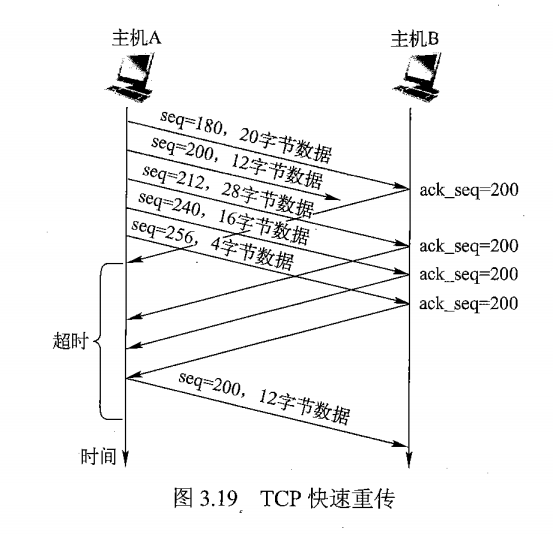 主机A
主机B
seq=180，20字节数据
seq=200，12字节数据
seq=212，28字节数据
seq=240，16字节数据
seq=256，4字节数据
ack_seq=200
ack_seq=200
ack_seq=200
ack_seq=200
超时
seq=200，12字节数据
时间
图 3.19 TCP 快速重传